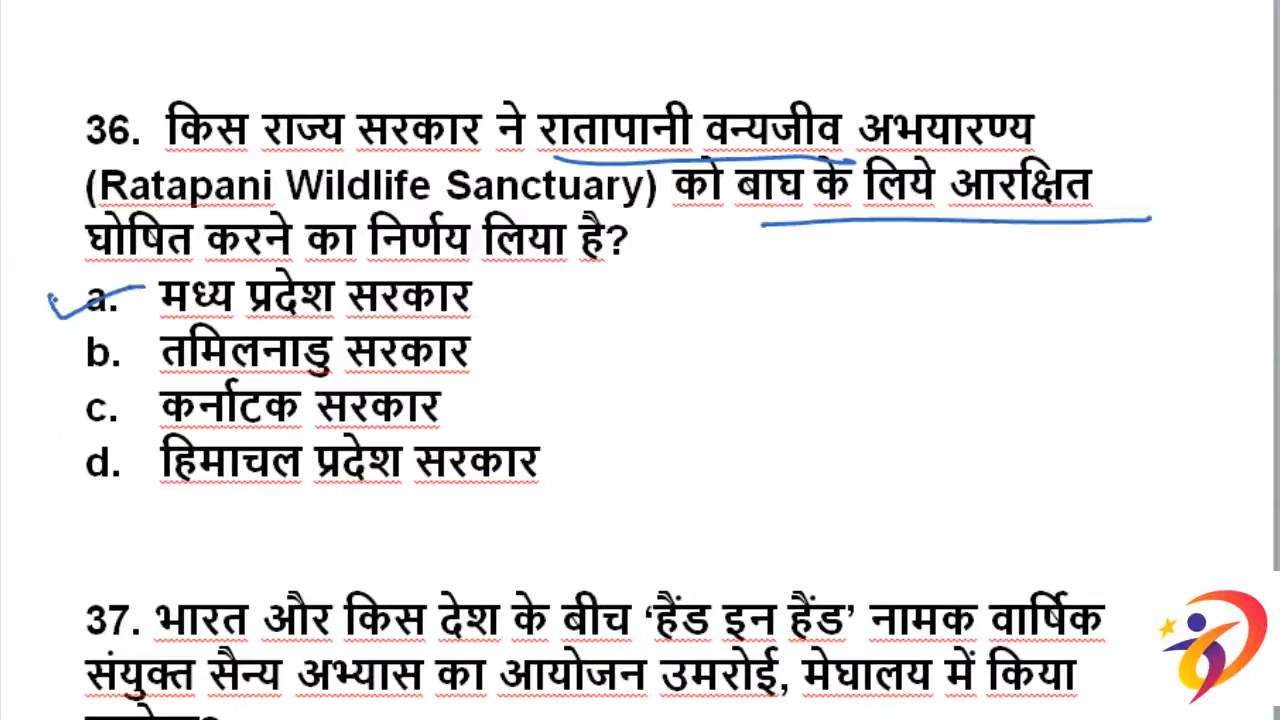 36. किस राज्य सरकार ने रातापानी वन्यजीव अभयारण्य
(Ratapani Wildlife Sanctuary) को बाघ के लिये आरक्षित
घोषित करने का निर्णय लिया है?
a. मध्य प्रदेश सरकार
b. तमिलनाडु सरकार
c. कर्नाटक सरकार
d. हिमाचल प्रदेश सरकार
37. भारत और किस देश के बीच ‘हैंड इन हैंड’ नामक वार्षिक
संयुक्त सैन्य अभ्यास का आयोजन उमरोई, मेघालय में किया